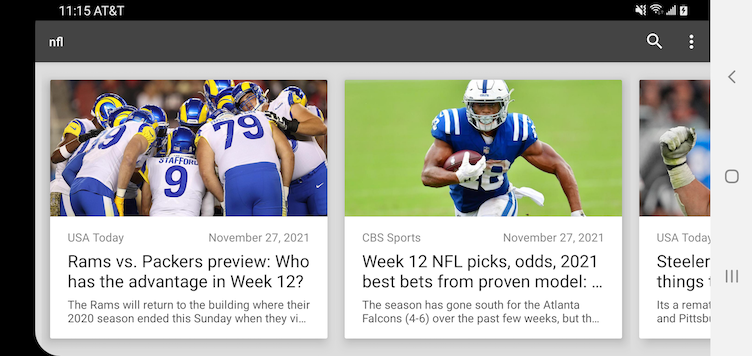 11:15 AT&T
nfl
STAFFORD
79
9
28
USA Today November 27, 2021
Rams vs. Packers preview: Who
has the advantage in Week 12?
The Rams will return to the building where their
2020 season ended this Sunday when they vi...
CBS Sports November 27, 2021
Week 12 NFL picks, odds, 2021
best bets from proven model: ...
The season has gone south for the Atlanta
Falcons (4-6) over the past few weeks, but th...
USA Today
Steeler
things
Its a remat
and Pittsbu